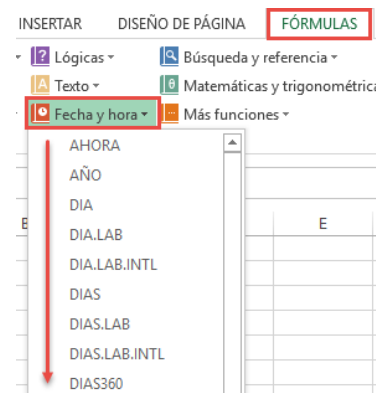 INSERTAR DISEÑO DE PÁGINA FÓRMULAS
Lógicas Búsqueda y referencia
Texto Matemáticas y trigonométrica
Fecha y hora Más funciones
AHORA
AÑO
DIA
E
DIA.LAB
DIA.LAB.INTL
DIAS
DIAS.LAB
DIAS.LAB.INTL
DIAS360